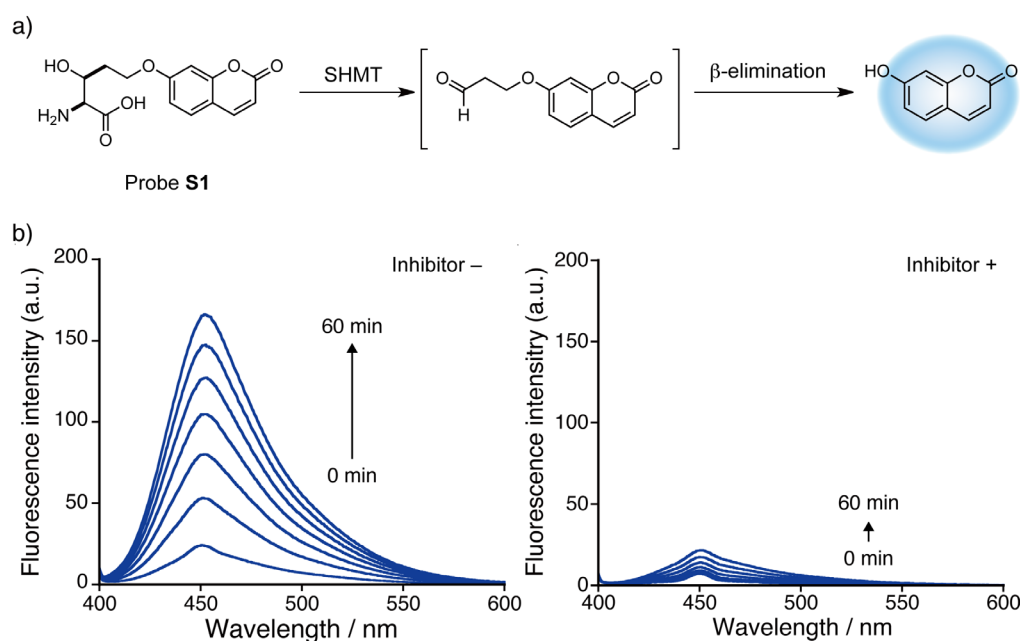 a)
HO
O
O
O
SHMT
O
O
O
O
β-elimination
HO
O
O
H₂N
OH
O
H
Probe S1
b)
200
Inhibitor –
150
100
50
0
60 min
0 min
400
450
500
550
600
Wavelength / nm
Fluorescence intensitry (a.u.)
200
Inhibitor +
150
100
50
0
60 min
0 min
400
450
500
550
600
Wavelength / nm
Fluorescence intensitry (a.u.)